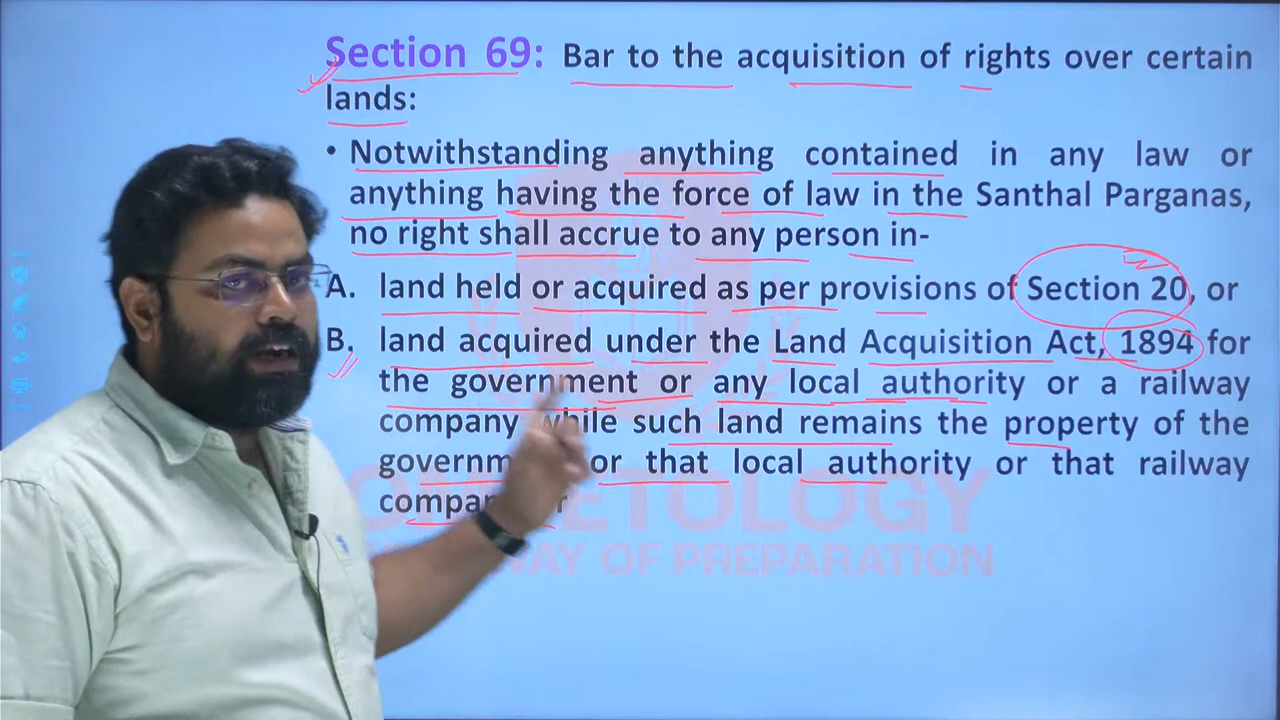 Section 69: Bar to the acquisition of rights over certain
lands:
• Notwithstanding anything contained in any law or
anything having the force of law in the Santhal Parganas,
no right shall accrue to any person in-
A. land held or acquired as per provisions of Section 20, or
B. land acquired under the Land Acquisition Act, 1894 for
the government or any local authority or a railway
company while such land remains the property of the
or that local authority or that railway
WAY OF PREPARATION